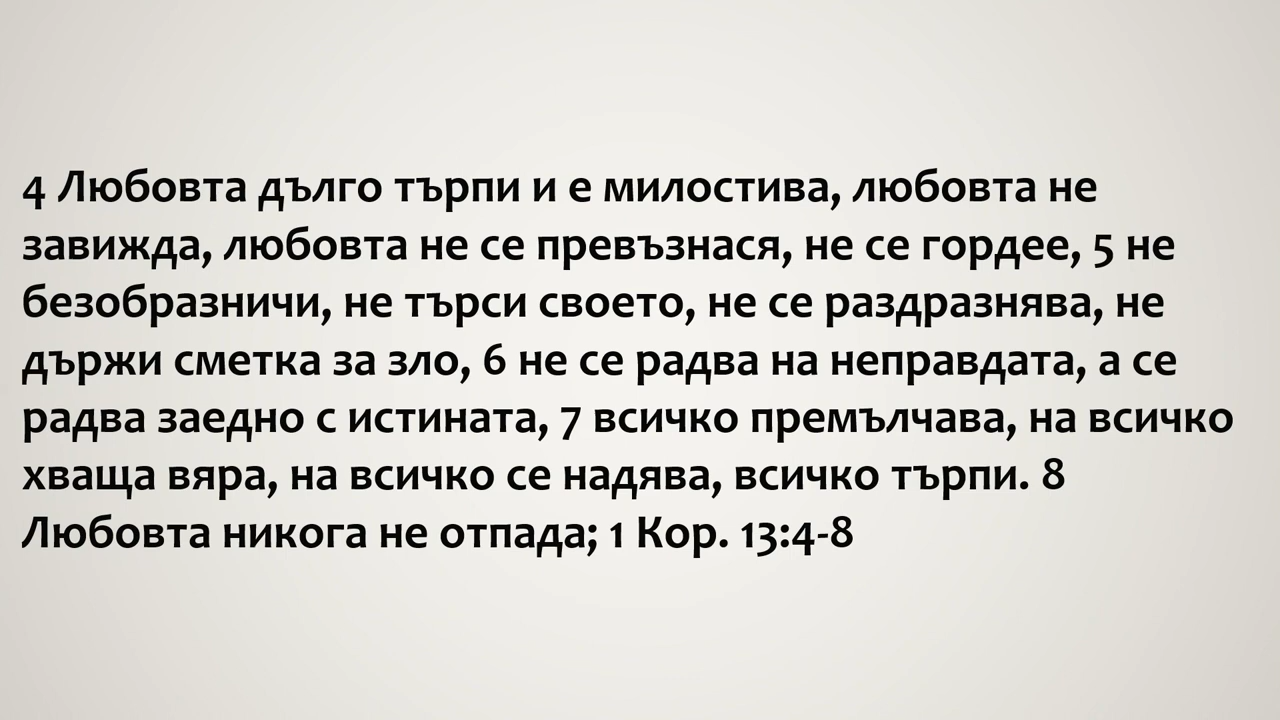 4 Любовта дълго търпи и е милостива, любовта не
завижда, любовта не се превъзнася, не се гордее, 5 не
безобразничи, не търси своето, не се раздразнява, не
държи сметка за зло, 6 не се радва на неправдата, а се
радва заедно с истината, 7 всичко премълчава, на всичко
хваща вяра, на всичко се надява, всичко търпи. 8
Любовта никога не отпада; 1 Кор. 13:4-8